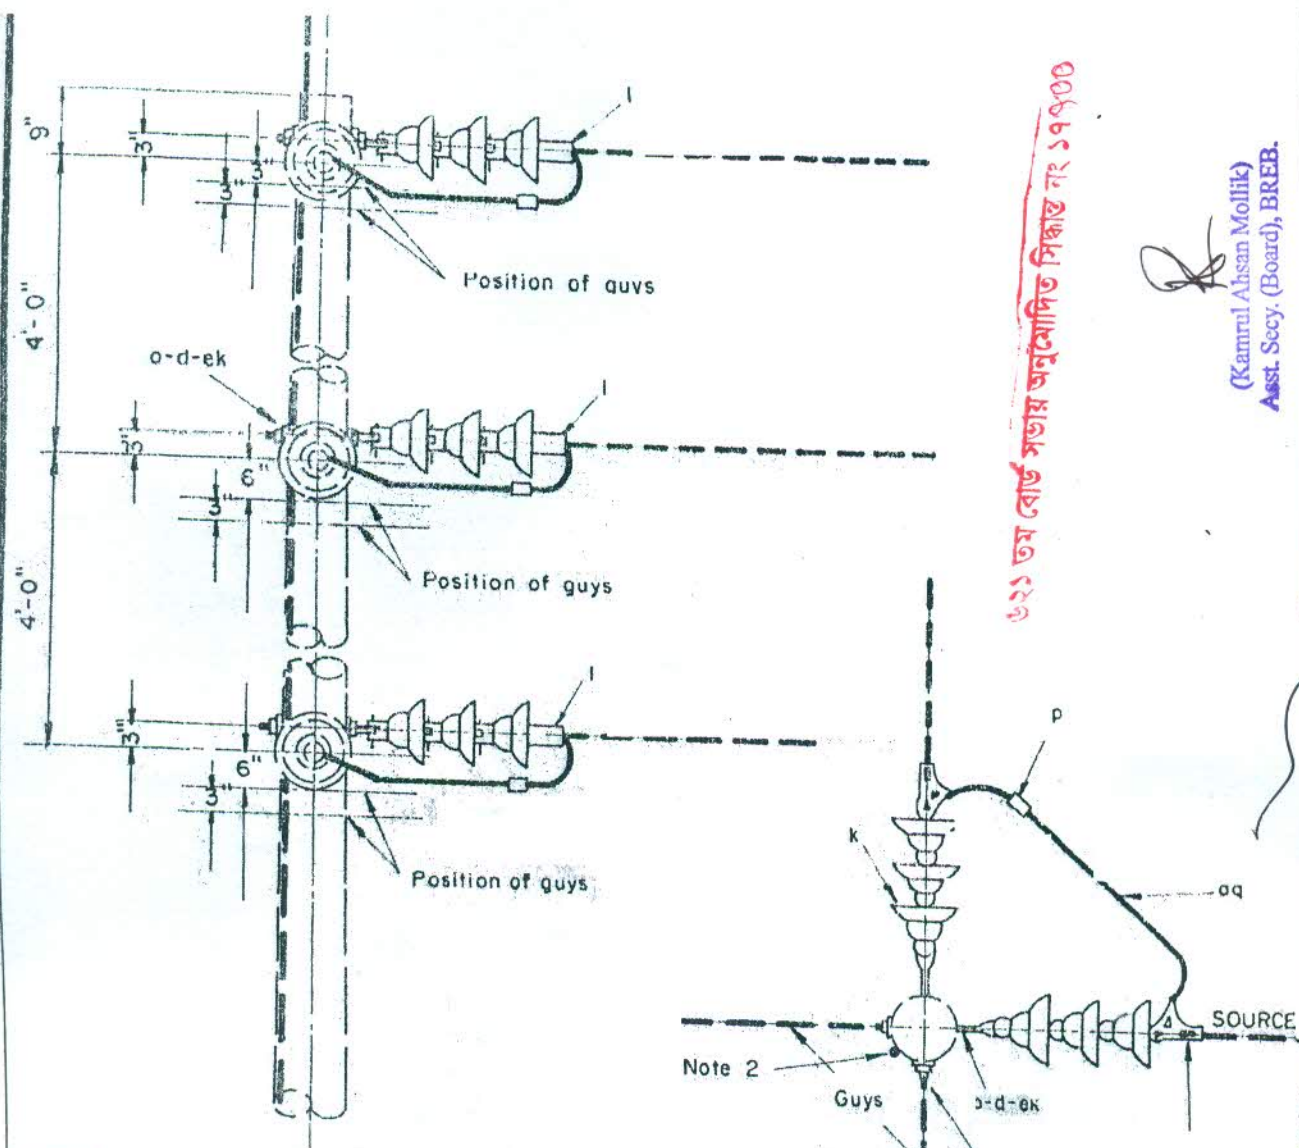 9"
3"
3"
3"
l
Position of guys
4'-0"
o-d-ek
l
3"
6"
3"
Position of guys
4'-0"
l
3"
6"
3"
Position of guys
p
k
aq
SOURCE
Note 2
Guys
o-d-ek
৬২১ তম বোর্ড সভায় অনুমোদিত সিদ্ধান্ত নং ১৭৭০০
(Kamrul Ahsan Mollik)
Asst. Secy. (Board), BREB.